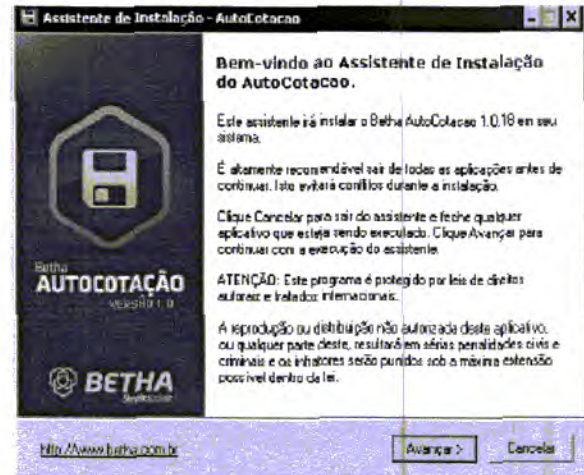 Assistente de Instalação - AutoCotacao
Bem-vindo ao Assistente de Instalação
do AutoCotacao.
Este assistente irá instalar o Betha AutoCotacao 1.0.18 em seu
sistema.
É altamente recomendável sair de todas as aplicações antes de
continuar. Isto evitará conflitos durante a instalação.
Clique Cancelar para sair do assistente e feche qualquer
aplicativo que esteja sendo executado. Clique Avançar para
continuar com a execução do assistente.
ATENÇÃO: Este programa é protegido por leis de direitos
autorais e tratados internacionais.
A reprodução ou distribuição não autorizada deste aplicativo,
ou qualquer parte deste, resultará em sérias penalidades civis e
criminais e os infratores serão punidos sob a máxima extensão
possível dentro da lei.
Betha
AUTOCOTAÇÃO
VERSÃO 1.0
BETHA
http://www.betha.com.br
Avançar >
Cancelar